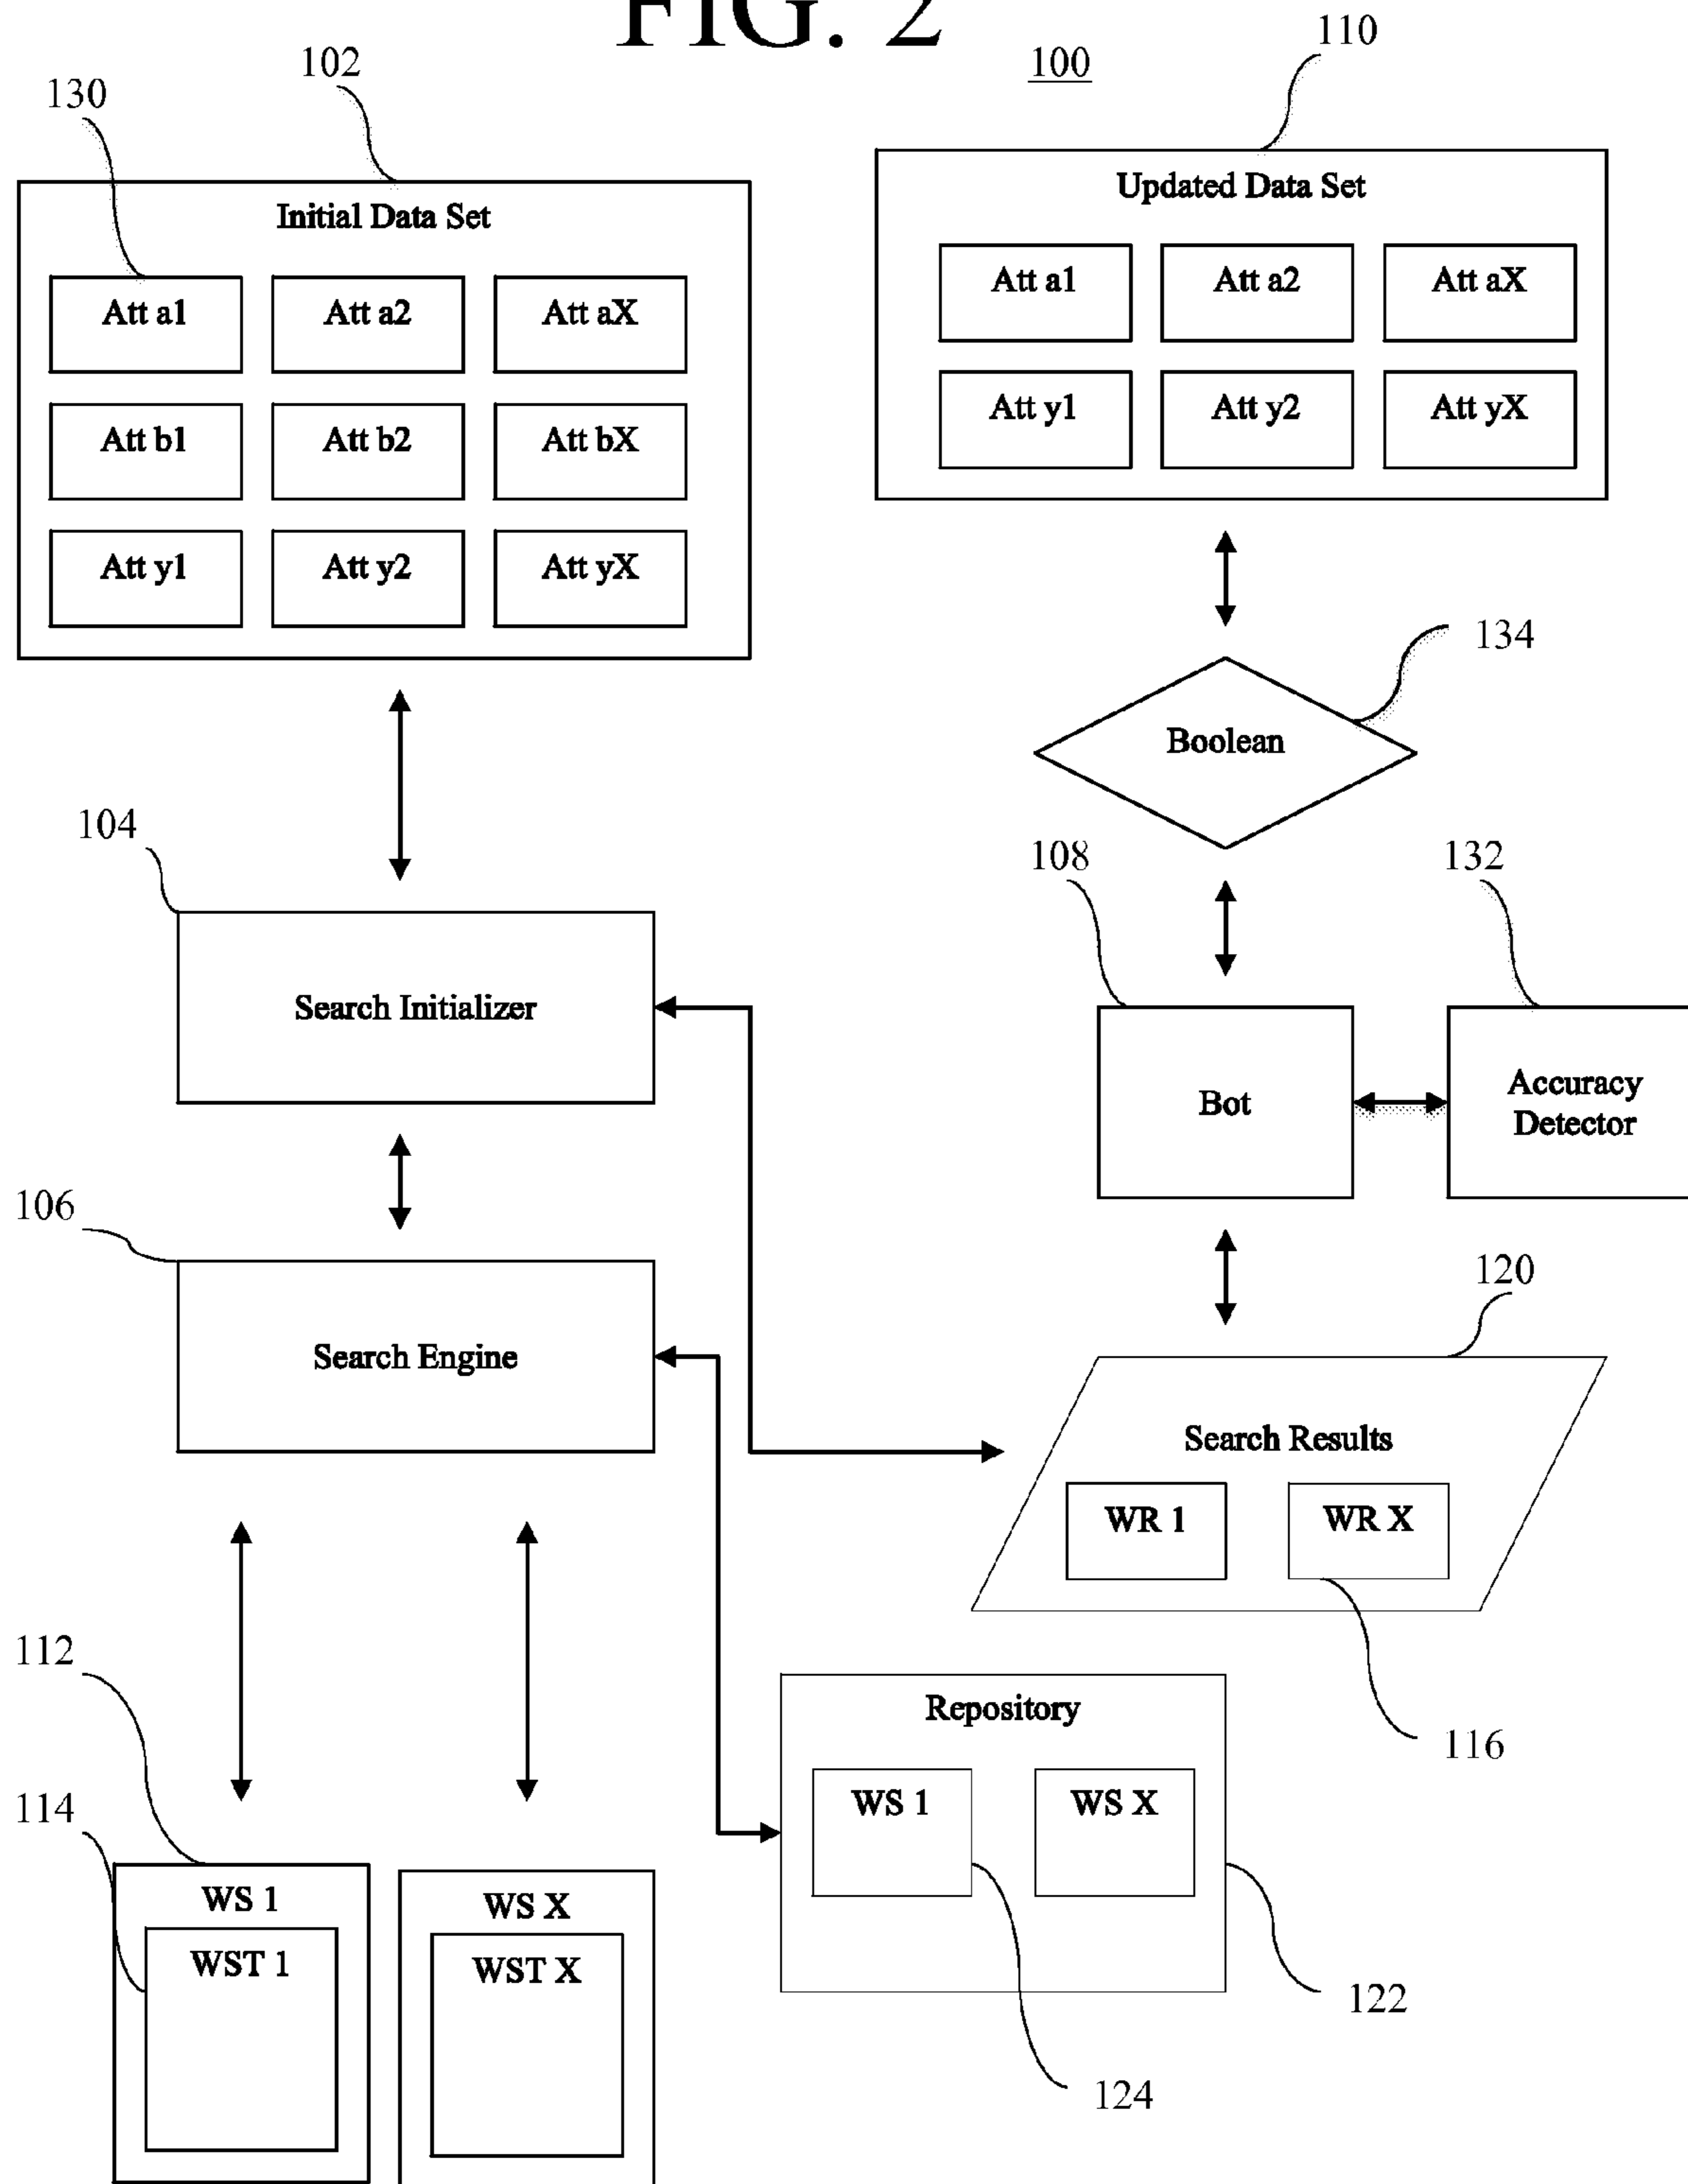 FIG. 2
100
110
102
130
Initial Data Set
Att a1 Att a2 Att aX
Att b1 Att b2 Att bX
Att y1 Att y2 Att yX
Updated Data Set
Att a1 Att a2 Att aX
Att y1 Att y2 Att yX
134
Boolean
104
Search Initializer
108
132
Bot
Accuracy
Detector
106
Search Engine
120
Search Results
WR 1 WR X
116
112
114
WS 1
WST 1
WS X
WST X
Repository
WS 1 WS X
122
124